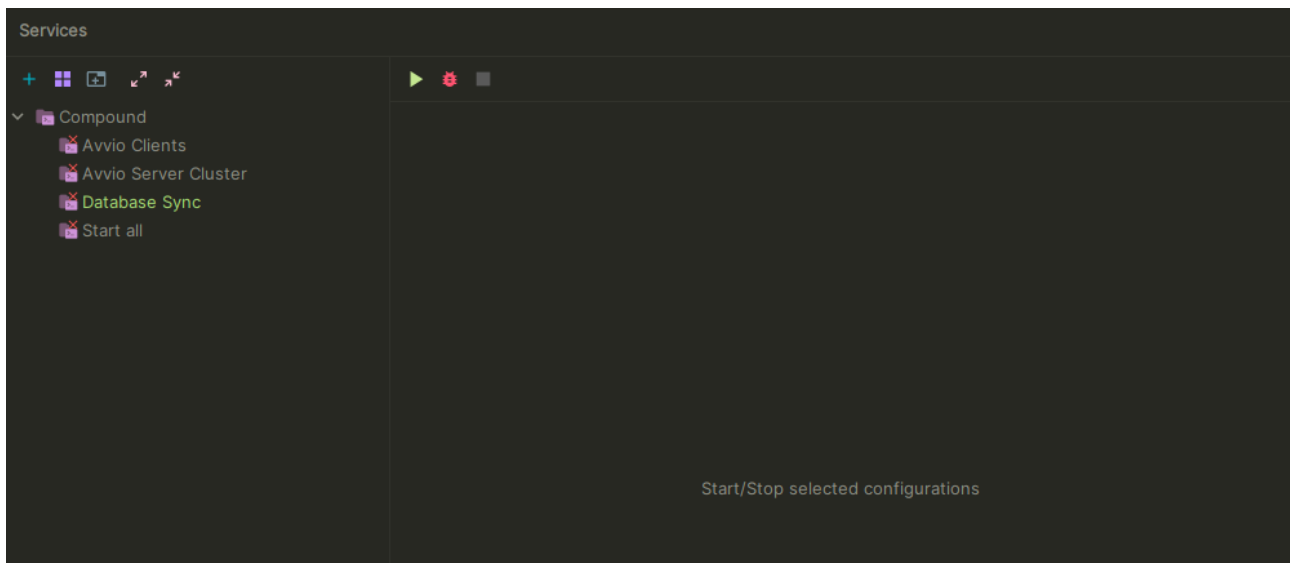 Services
Compound
Avvio Clients
Avvio Server Cluster
Database Sync
Start all
Start/Stop selected configurations